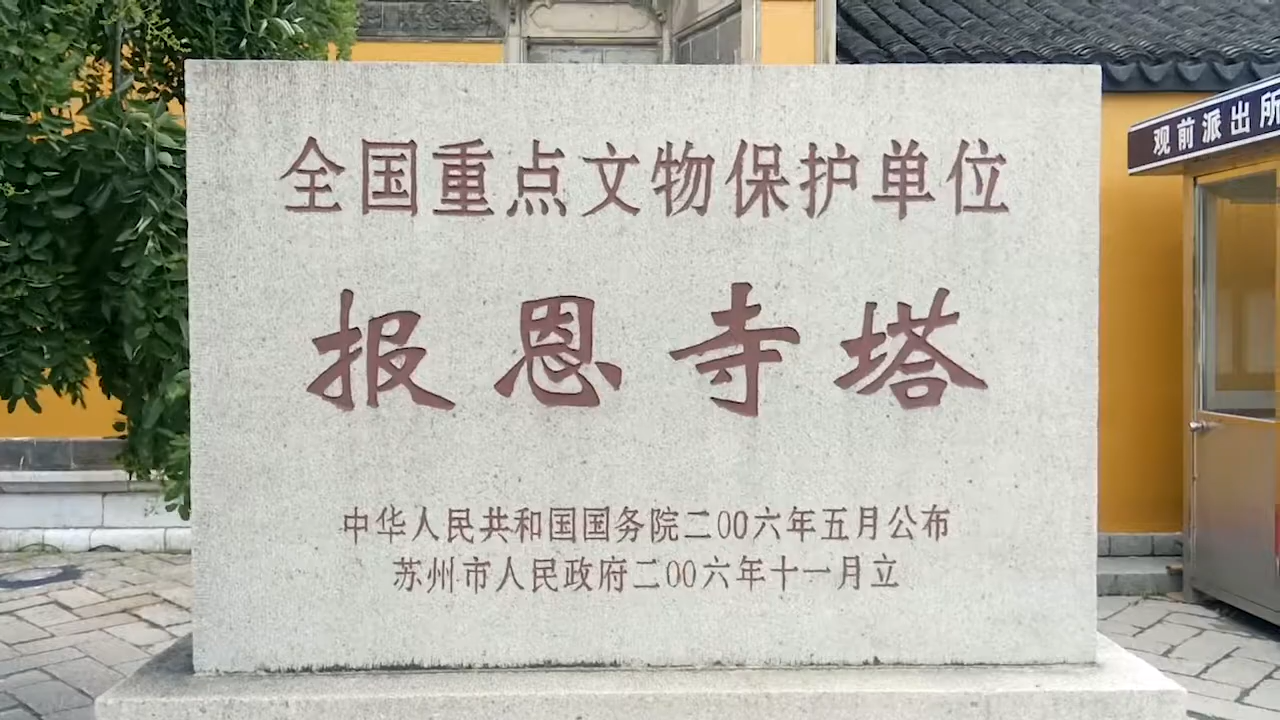 全国重点文物保护单位
报恩寺塔
中华人民共和国国务院二00六年五月公布
苏州市人民政府二00六年十一月立
观前派出所